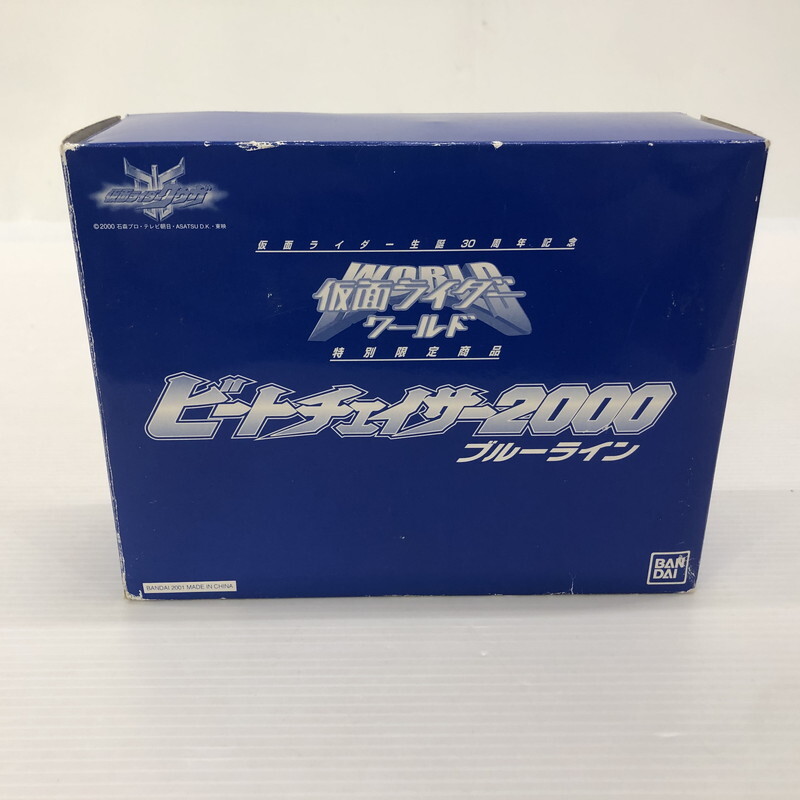 仮面ライダークウガ
© 2000 石森プロ・テレビ朝日・ASATSU D.K.・東映
仮面ライダー生誕30周年記念
WORLD
仮面ライダー
ワールド
特別限定商品
ビートチェイサー2000
ブルーライン
BANDAI 2001 MADE IN CHINA
BAN
DAI